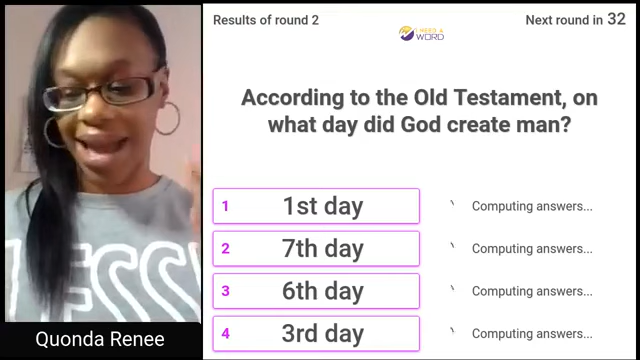 Results of round 2
I NEED A
WORD
Next round in 32
According to the Old Testament, on
what day did God create man?
1 1st day Computing answers...
2 7th day Computing answers...
3 6th day Computing answers...
4 3rd day Computing answers...
Quonda Renee